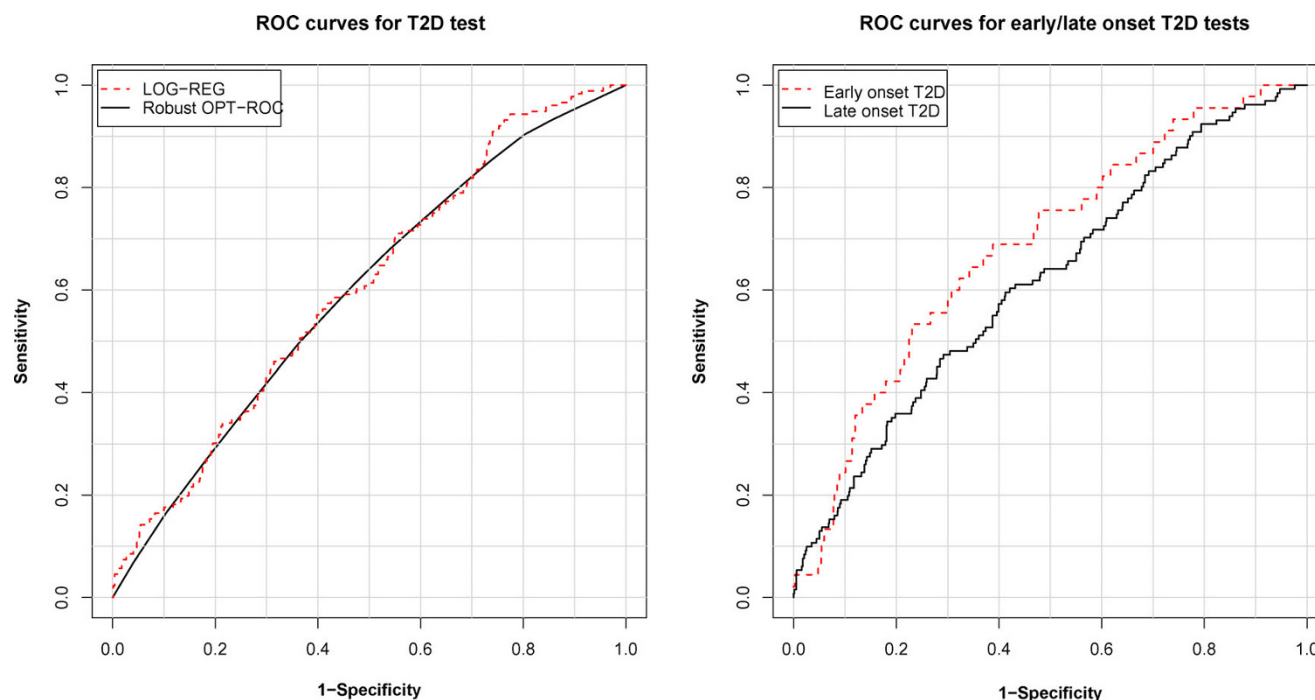 ROC curves for T2D test
LOG-REG
Robust OPT-ROC
1.0
0.8
0.6
0.4
0.2
0.0
Sensitivity
0.0 0.2 0.4 0.6 0.8 1.0
1-Specificity
ROC curves for early/late onset T2D tests
Early onset T2D
Late onset T2D
1.0
0.8
0.6
0.4
0.2
0.0
Sensitivity
0.0 0.2 0.4 0.6 0.8 1.0
1-Specificity